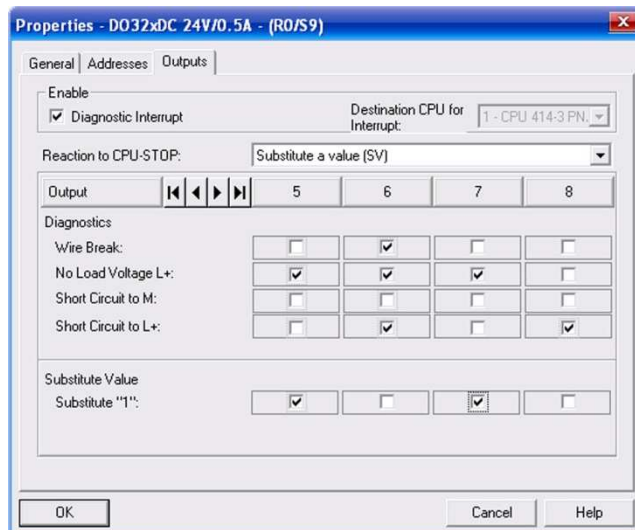 Properties - DO32xDC 24V/0.5A - (R0/S9)
General Addresses Outputs
Enable
Diagnostic Interrupt
Destination CPU for Interrupt:
1 - CPU 414-3 PN.
Reaction to CPU-STOP: Substitute a value (SV)
Output 5 6 7 8
Diagnostics
Wire Break:
No Load Voltage L+:
Short Circuit to M:
Short Circuit to L+:
Substitute Value
Substitute "1":
OK Cancel Help